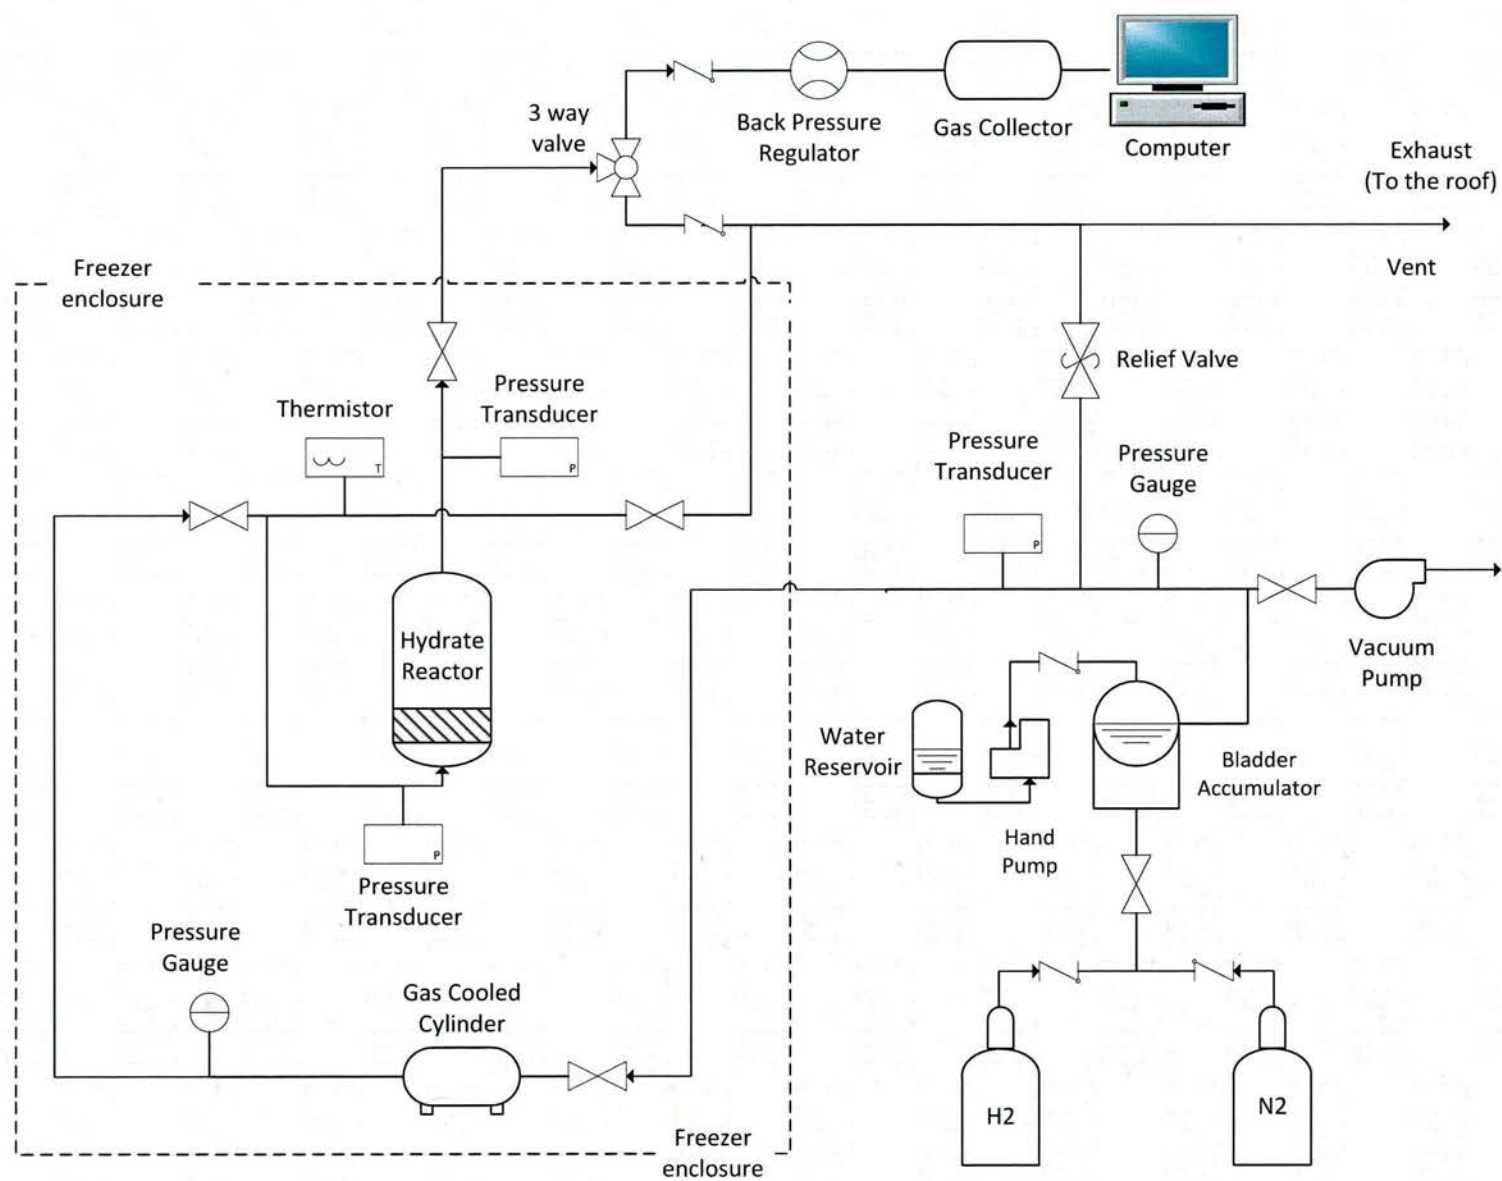 3 way
valve
Back Pressure
Regulator
Gas Collector
Computer
Exhaust
(To the roof)
Vent
Freezer
enclosure
Relief Valve
Thermistor
T
Pressure
Transducer
P
Pressure
Transducer
P
Pressure
Gauge
Hydrate
Reactor
Vacuum
Pump
Water
Reservoir
Hand
Pump
Bladder
Accumulator
P
Pressure
Transducer
Pressure
Gauge
Gas Cooled
Cylinder
H2
N2
Freezer
enclosure